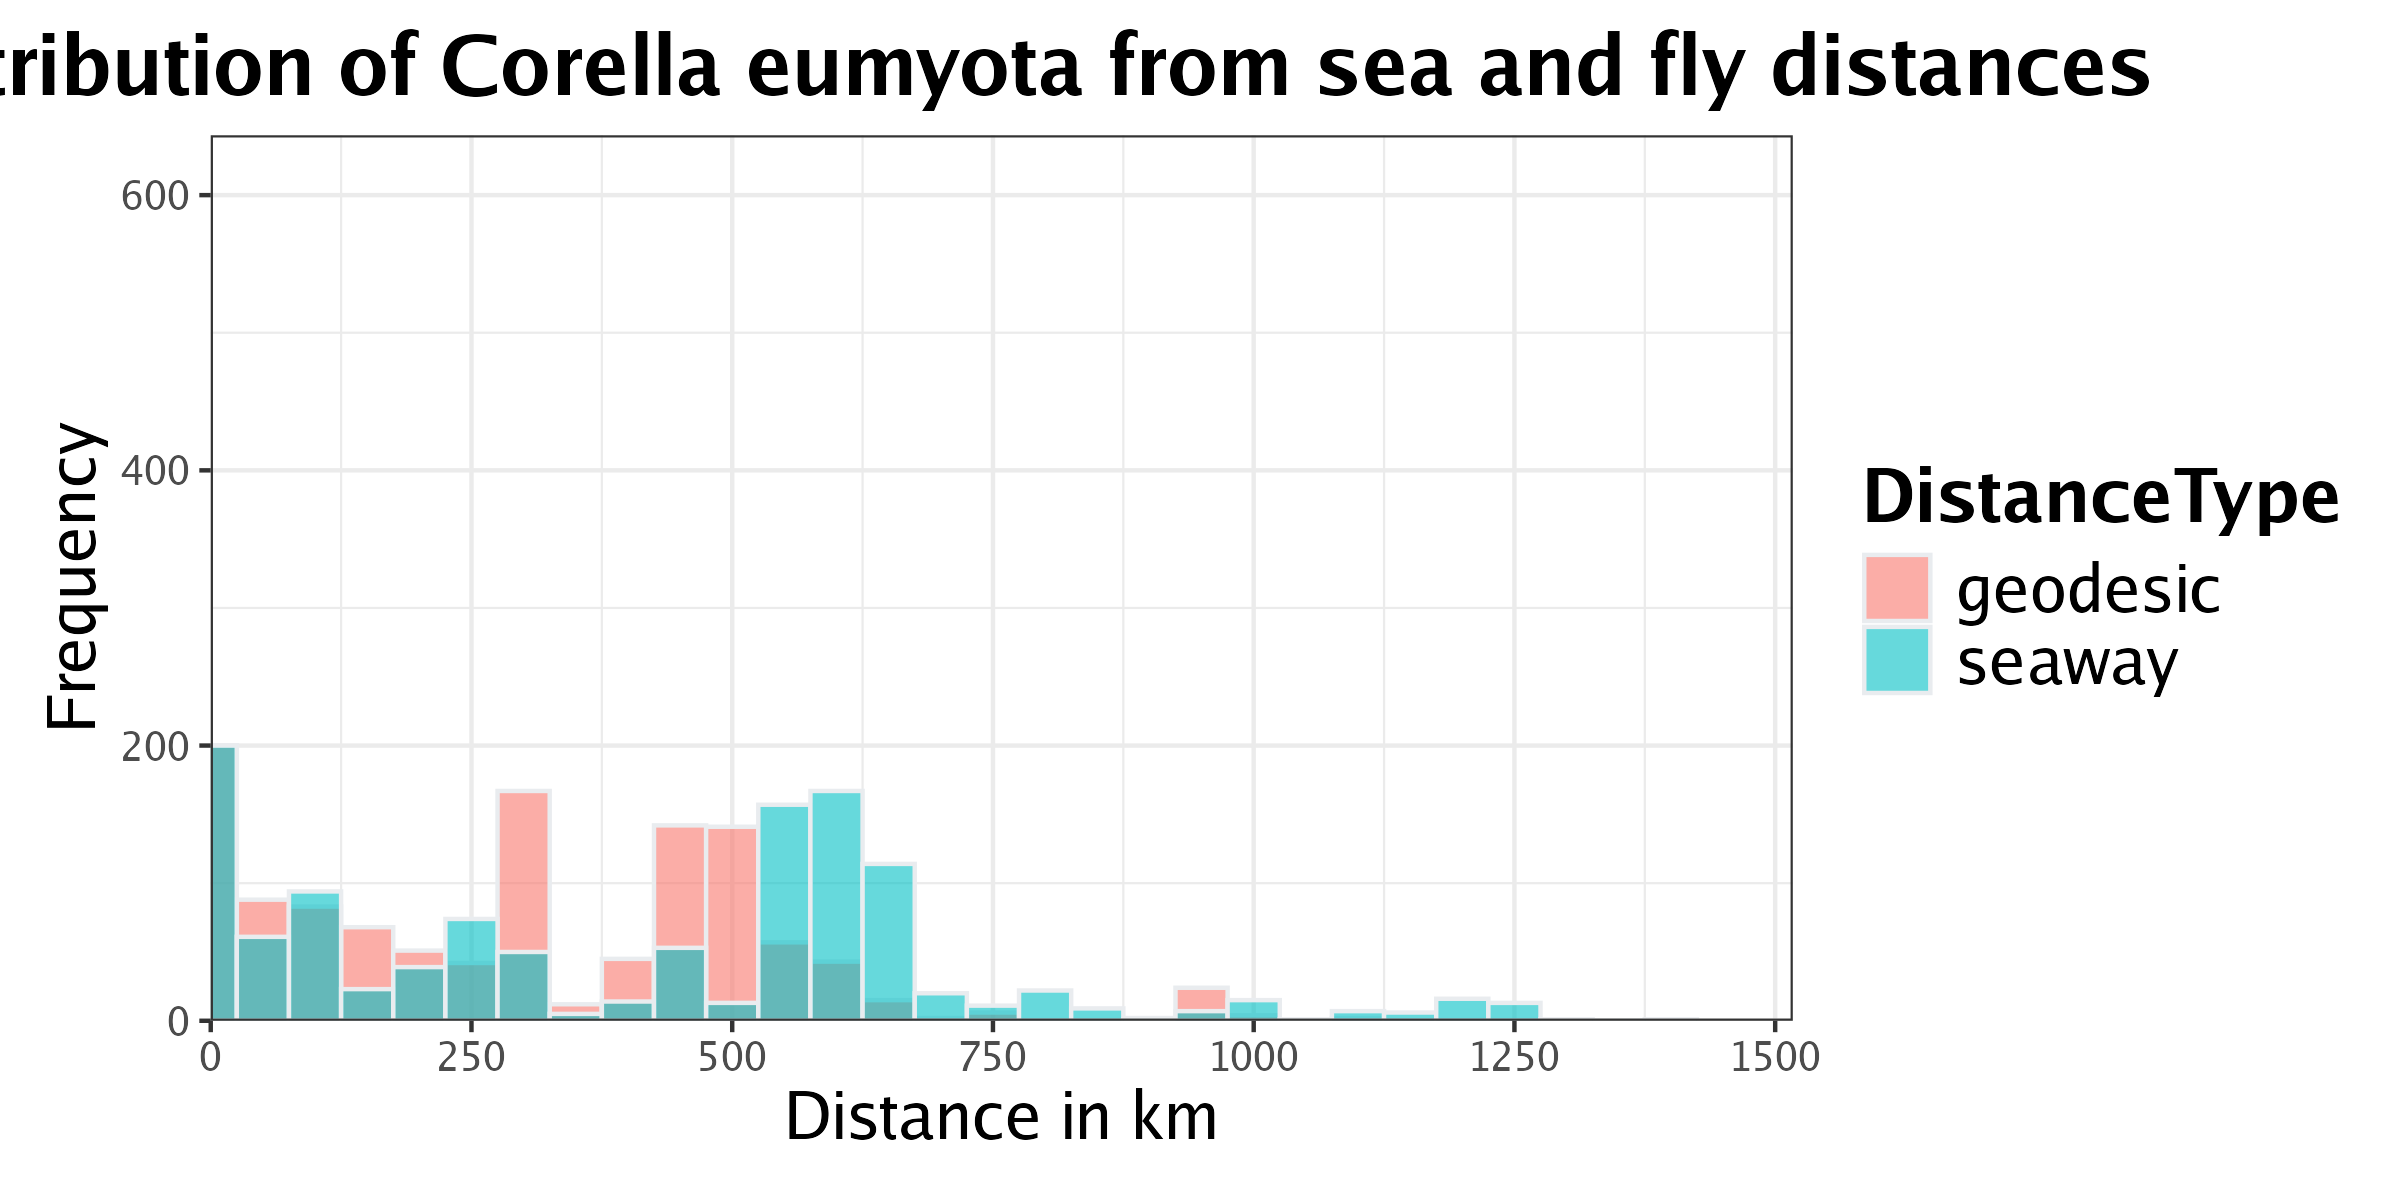 tribution of Corella eumyota from sea and fly distances
600
400
200
0
Frequency
0 250 500 750 1000 1250 1500
Distance in km
DistanceType
geodesic
seaway